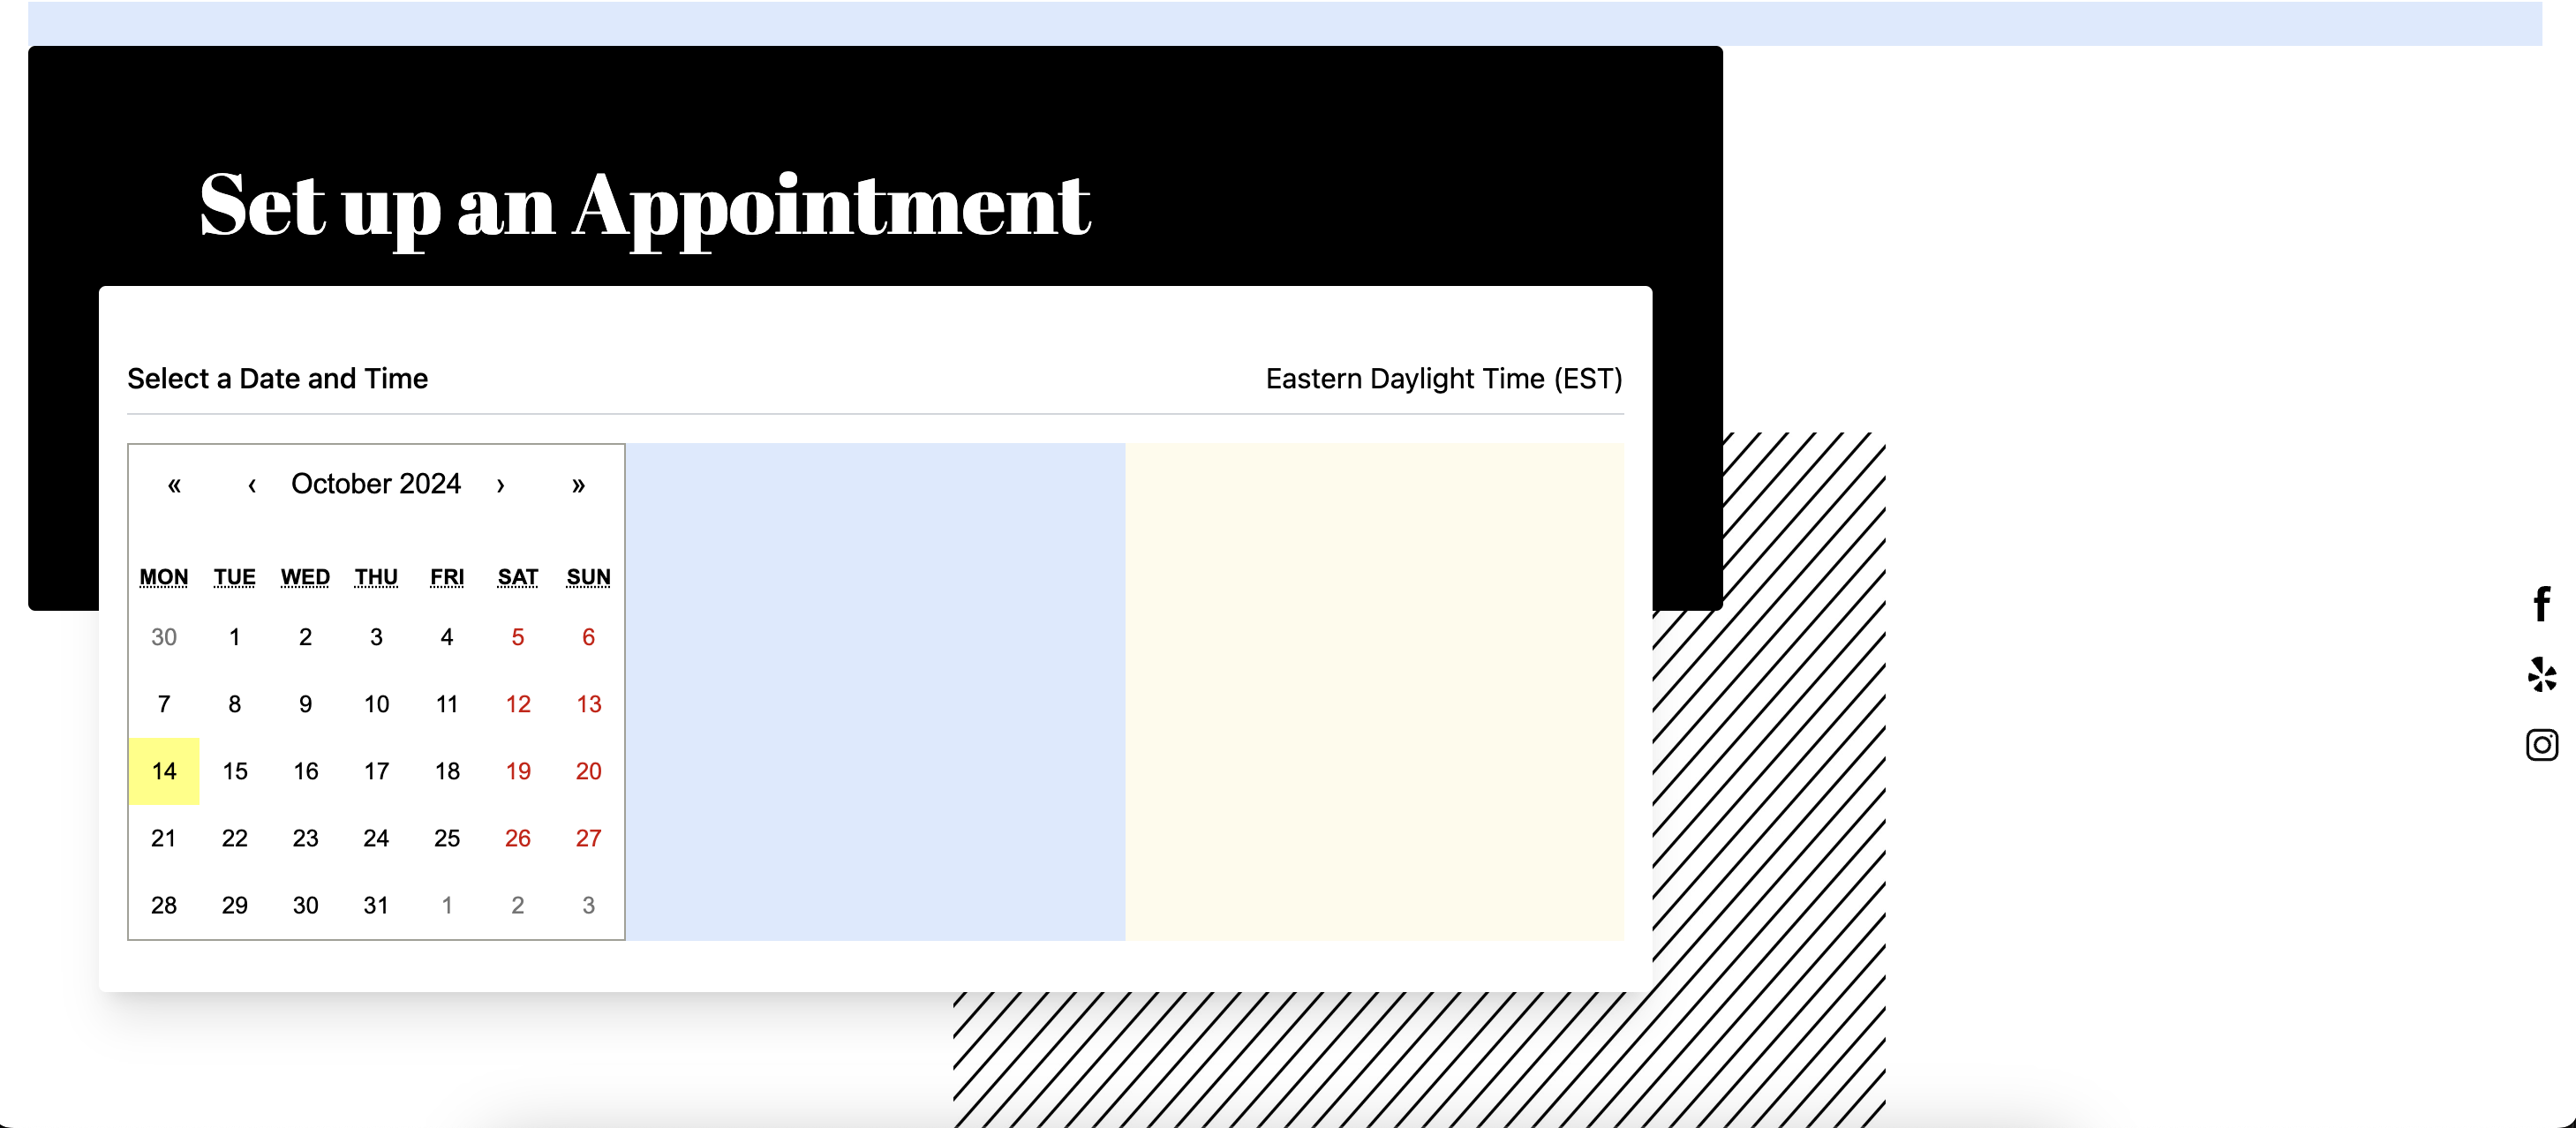 Set up an Appointment
Select a Date and Time
Eastern Daylight Time (EST)
« ‹ October 2024 › »
MON TUE WED THU FRI SAT SUN
30 1 2 3 4 5 6
7 8 9 10 11 12 13
14 15 16 17 18 19 20
21 22 23 24 25 26 27
28 29 30 31 1 2 3